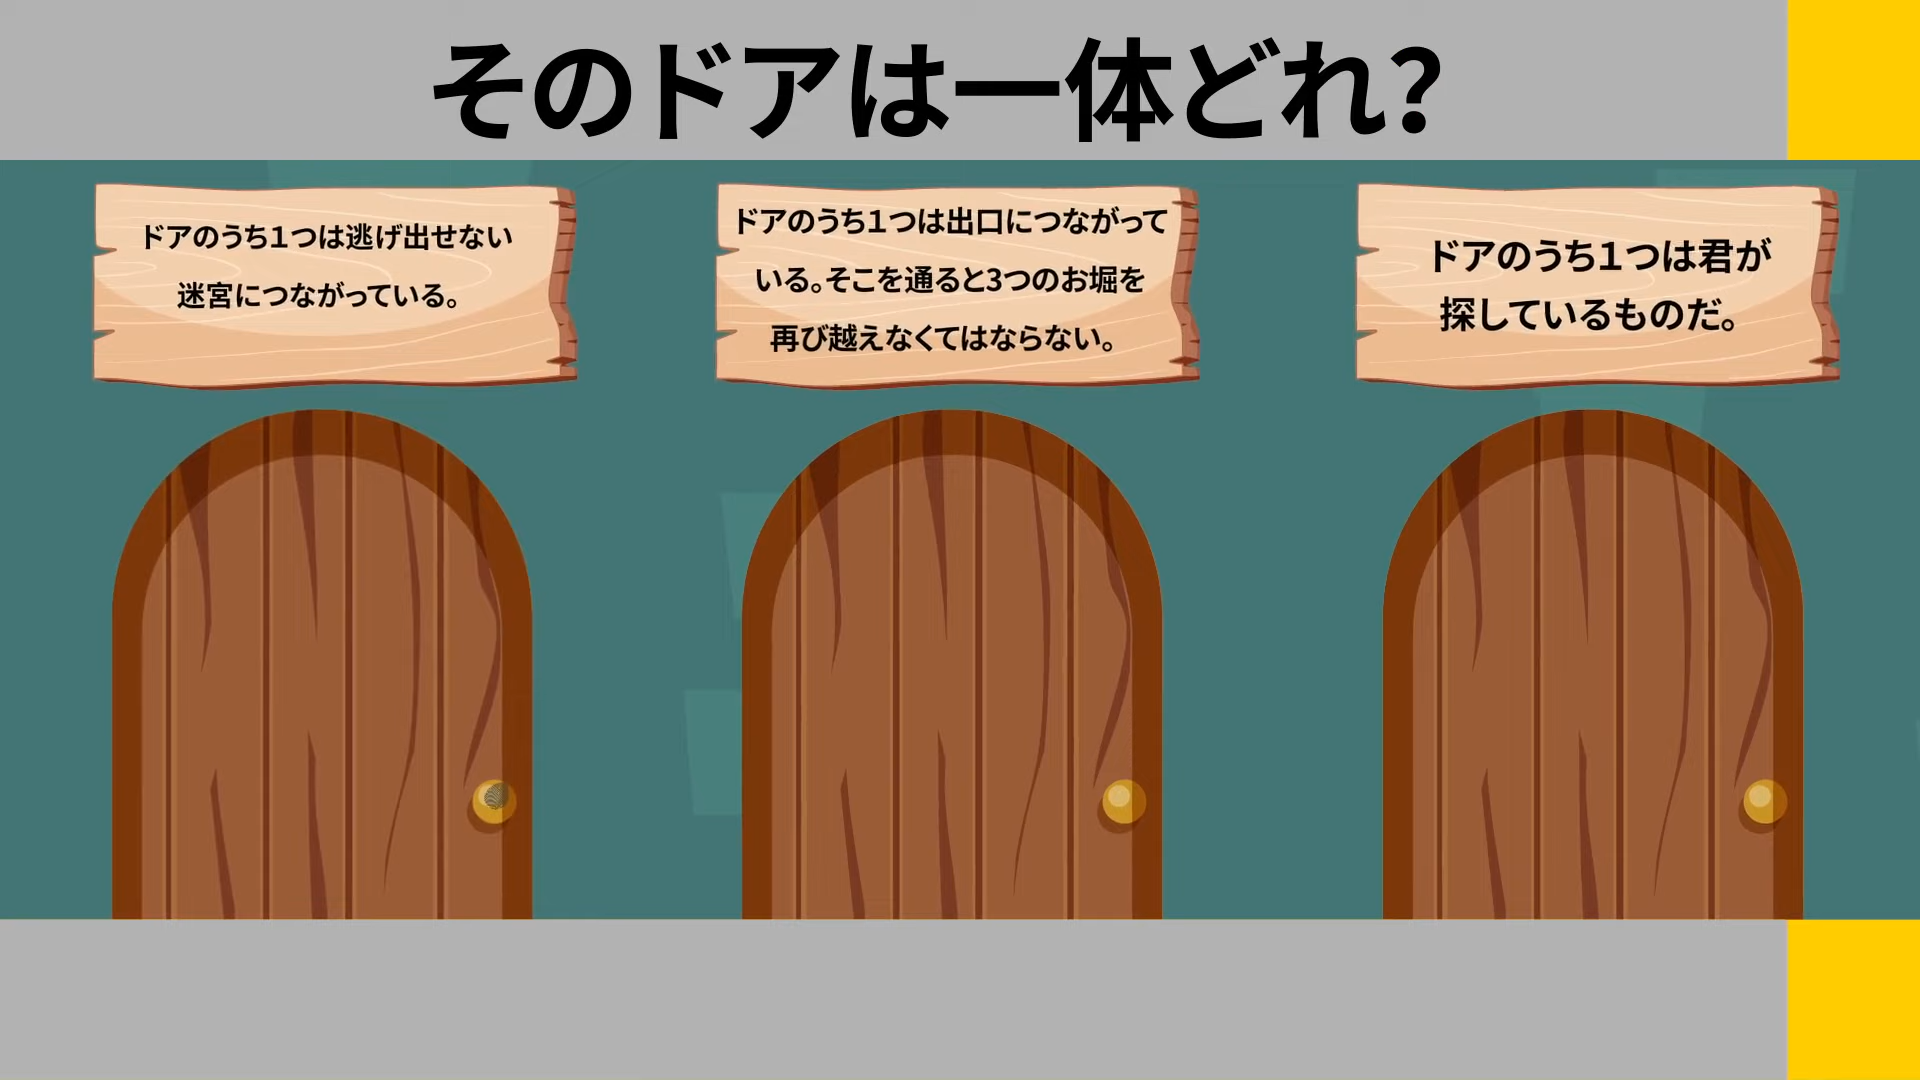 そのドアは一体どれ？
ドアのうち１つは逃げ出せない
迷宮につながっている。
ドアのうち１つは出口につながって
いる。そこを通ると3つのお堀を
再び越えなくてはならない。
ドアのうち１つは君が
探しているものだ。